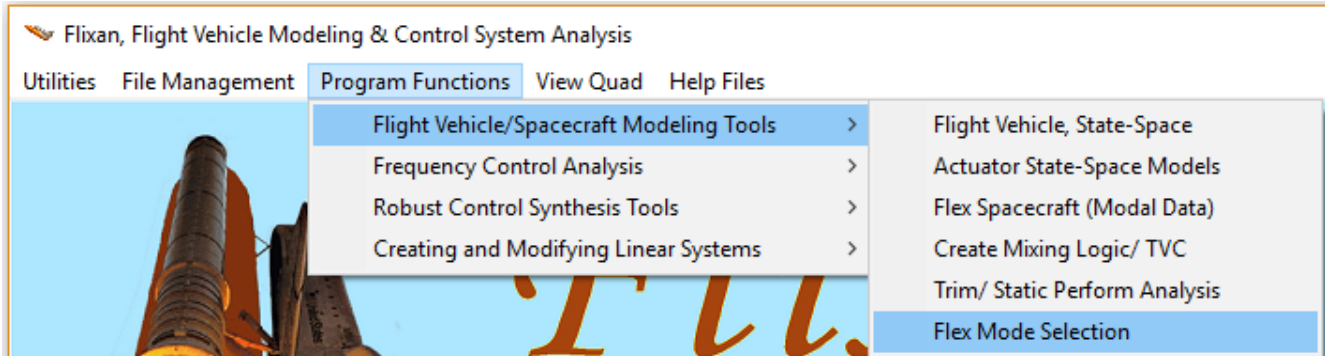 Flixan, Flight Vehicle Modeling & Control System Analysis
Utilities File Management Program Functions View Quad Help Files
Flight Vehicle/Spacecraft Modeling Tools >
Frequency Control Analysis >
Robust Control Synthesis Tools >
Creating and Modifying Linear Systems >
Flight Vehicle, State-Space
Actuator State-Space Models
Flex Spacecraft (Modal Data)
Create Mixing Logic/ TVC
Trim/ Static Perform Analysis
Flex Mode Selection